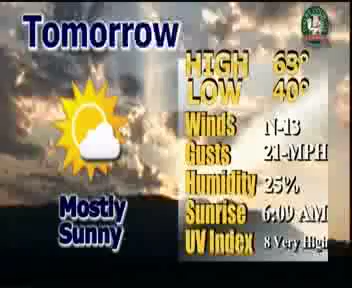 Tomorrow
HIGH 63°
LOW 40°
Winds N-13
Gusts 21-MPH
Humidity 25%
Sunrise 6:09 AM
UV Index 8 Very High
Mostly
Sunny